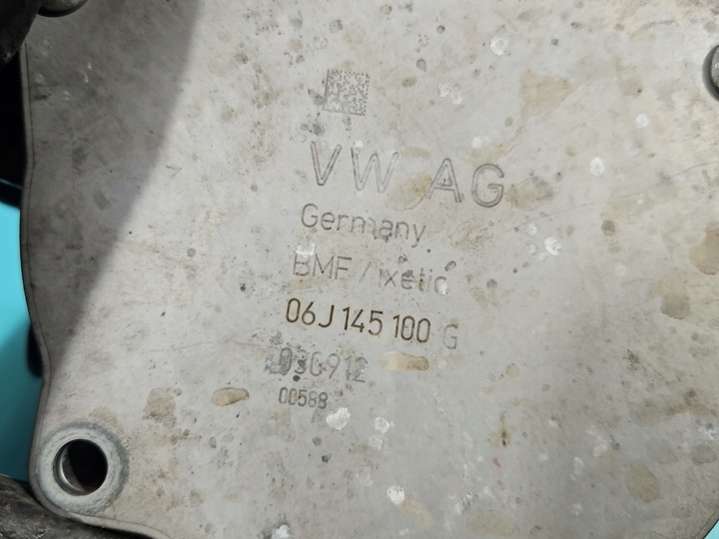 VW AG
Germany
BMF / ixetic
06J 145 100 G
030912
00588